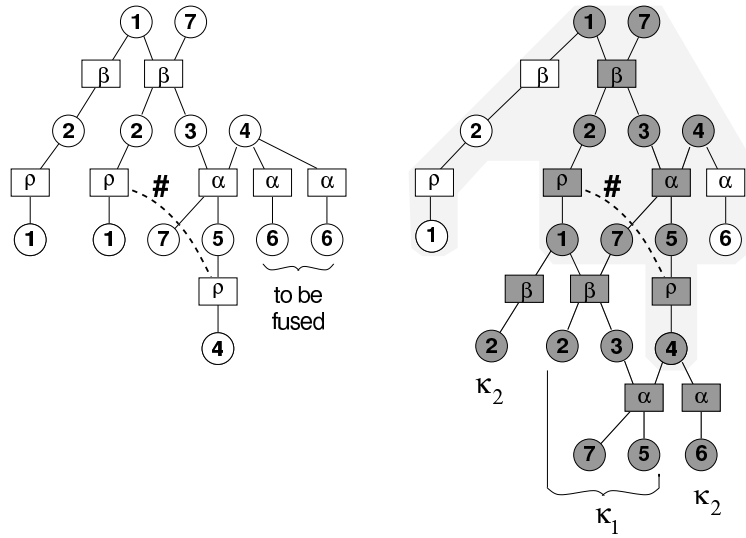 1 7
β β
2 2 3 4
ρ ρ # α α α
1 1 7 5 6 6
ρ to be
fused
4
1 7
β β
2 2 3 4
ρ ρ # α α
1 1 7 5 6
β β ρ
2 2 3 4
κ2 α α
7 5 6
κ1 κ2